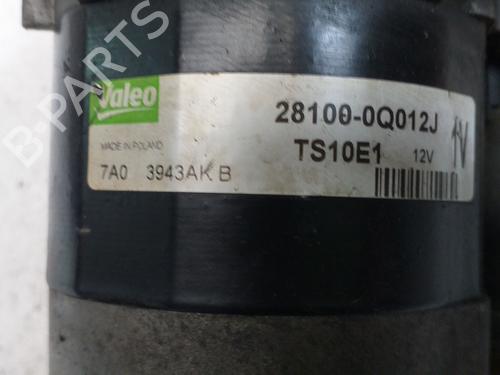 Valeo
28100-0Q012J
MADE IN POLAND
TS10E1 12V
7A0 3943AK B
B-PARTS